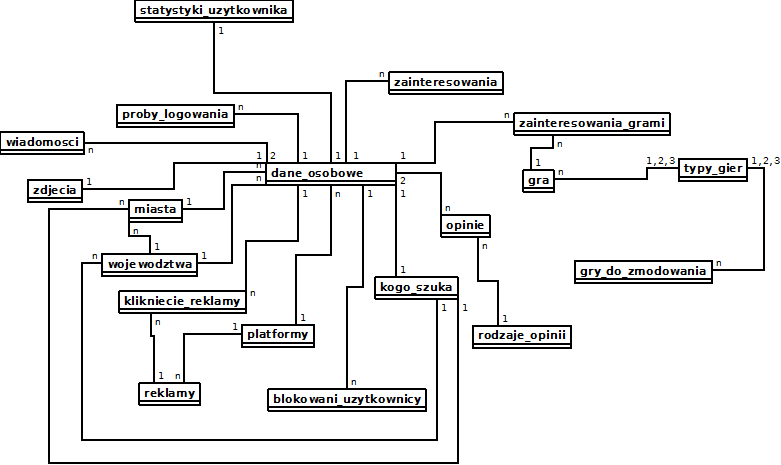 statystyki_uzytkownika
1
n
zainteresowania
proby_logowania
n
n
zainteresowania_grami
wiadomosci
n
n
1 2 1 1 1 1
1
1,2,3
typy_gier
1,2,3
n
dane_osobowe
zdjecia
1
n
2
gra
n
miasta
1
1 n 1 1
n
opinie
n
1
n
n
wojewodztwa
1
1
n
gry_do_zmodowania
kogo_szuka
klikniecie_reklamy
n
1 1
n
1
1
platformy
1
rodzaje_opinii
1 n
n
reklamy
blokowani_uzytkownicy